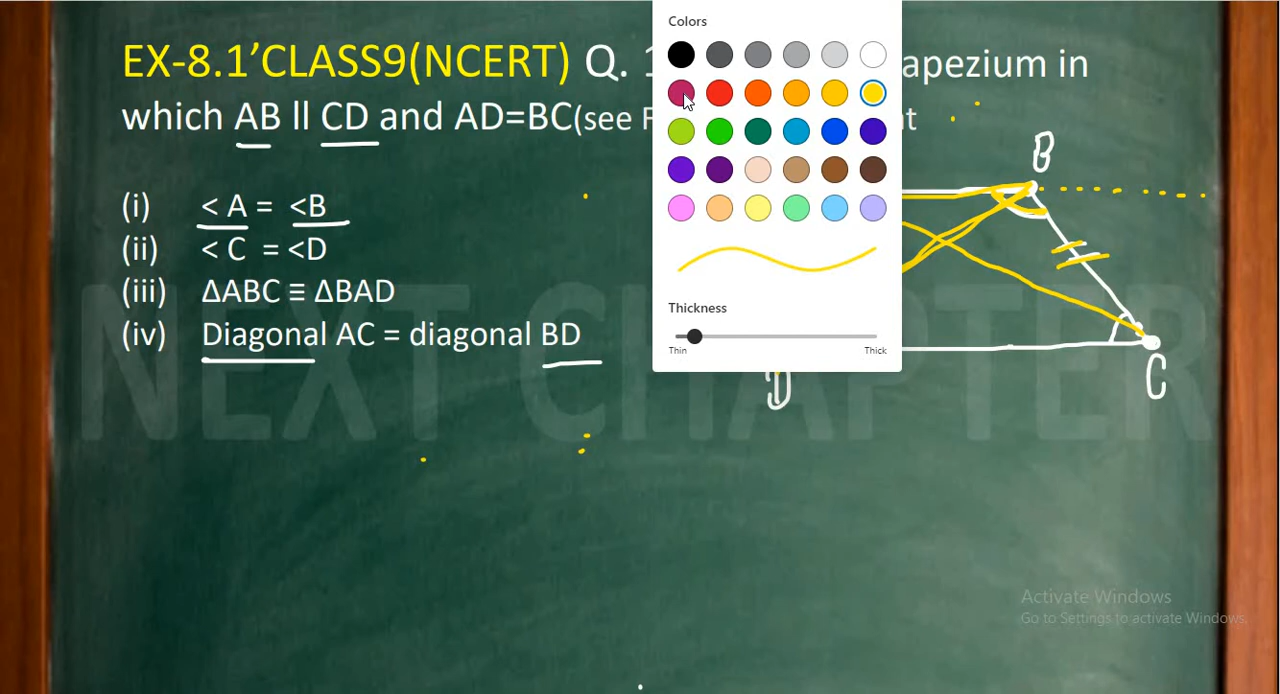 EX-8.1’CLASS9(NCERT) Q. 1 apezium in
which AB ll CD and AD=BC(see F t
(i) < A = <B
(ii) < C = <D
(iii) ΔABC ≡ ΔBAD
(iv) Diagonal AC = diagonal BD
NEXT CHAPTER
Colors
Thickness
Thin Thick
B
D
C
Activate Windows
Go to Settings to activate Windows.